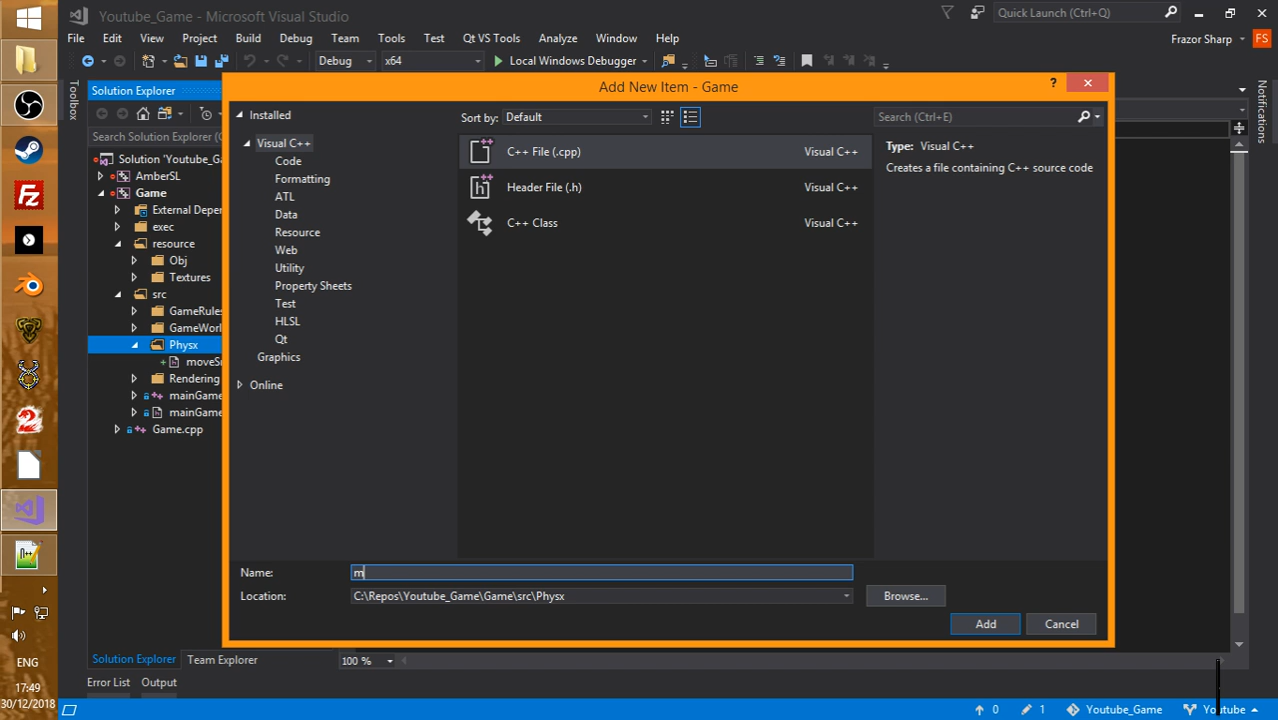 Youtube_Game - Microsoft Visual Studio
Quick Launch (Ctrl+Q)
File Edit View Project Build Debug Team Tools Test Qt VS Tools Analyze Window Help
Frazor Sharp FS
Debug x64 Local Windows Debugger
Toolbox
Solution Explorer
Search Solution Explorer (C
Solution 'Youtube_Ga
AmberSL
Game
External Deper
exec
resource
Obj
Textures
src
GameRules
GameWorl
Physx
moveS
Rendering
mainGame
mainGame
Game.cpp
Add New Item - Game
?
Installed
Sort by: Default
Search (Ctrl+E)
Visual C++
Code
Formatting
ATL
Data
Resource
Web
Utility
Property Sheets
Test
HLSL
Qt
Graphics
Online
C++ File (.cpp) Visual C++
Header File (.h) Visual C++
C++ Class Visual C++
Type: Visual C++
Creates a file containing C++ source code
Name: m
Location: C:\Repos\Youtube_Game\Game\src\Physx
Browse...
Add Cancel
Notifications
Solution Explorer Team Explorer
100 %
Error List Output
ENG
17:49
30/12/2018
0 1 Youtube_Game Youtube